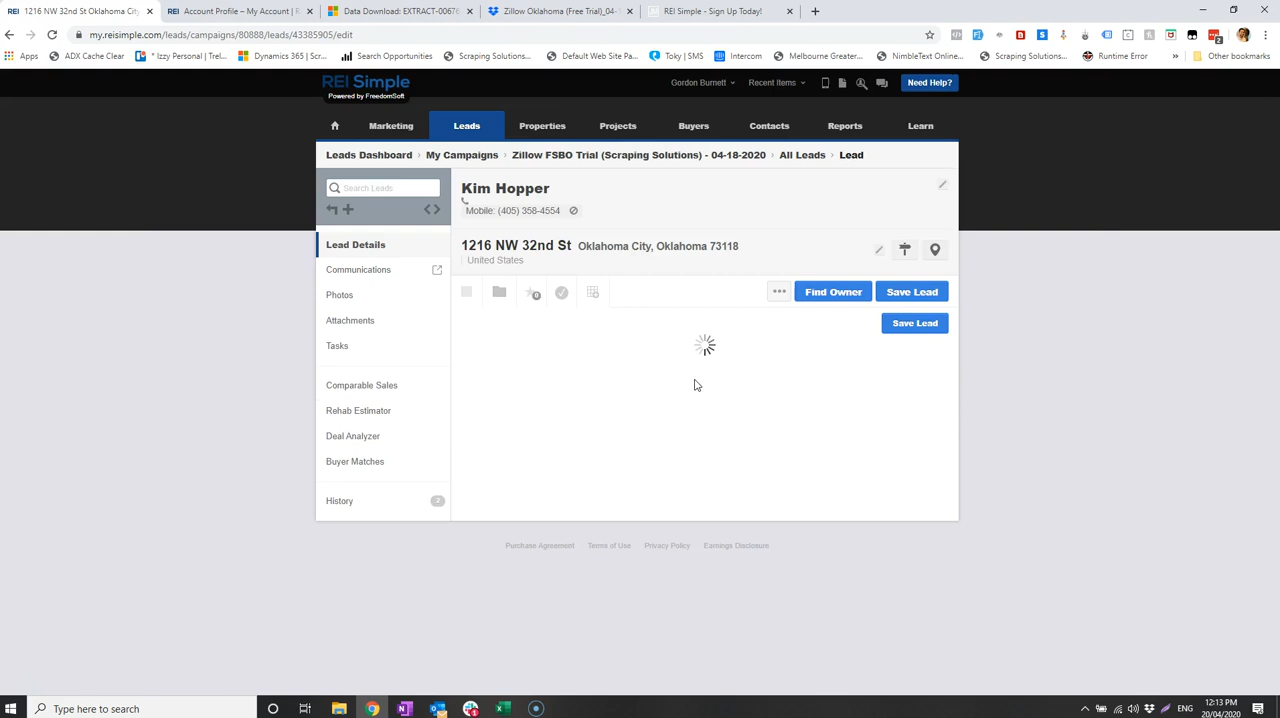 1216 NW 32nd St Oklahoma City,
Account Profile – My Account | R
Data Download: EXTRACT-00676
Zillow Oklahoma (Free Trial)_04-1
REI Simple - Sign Up Today!
my.reisimple.com/leads/campaigns/80888/leads/43385905/edit
Apps
ADX Cache Clear
* Izzy Personal | Trel...
Dynamics 365 | Scr...
Search Opportunities
Scraping Solutions...
Default Web Site Pa...
Toky | SMS
Intercom
Melbourne Greater...
NimbleText Online...
Scraping Solutions...
Runtime Error
»
Other bookmarks
REI Simple
Powered by FreedomSoft
Gordon Burnett
Recent Items
Need Help?
Marketing
Leads
Properties
Projects
Buyers
Contacts
Reports
Learn
Leads Dashboard › My Campaigns › Zillow FSBO Trial (Scraping Solutions) - 04-18-2020 › All Leads › Lead
Search Leads
Kim Hopper
Mobile: (405) 358-4554
Lead Details
Communications
Photos
Attachments
Tasks
Comparable Sales
Rehab Estimator
Deal Analyzer
Buyer Matches
History
2
1216 NW 32nd St Oklahoma City, Oklahoma 73118
United States
0
Find Owner
Save Lead
Save Lead
Purchase Agreement
Terms of Use
Privacy Policy
Earnings Disclosure
Type here to search
ENG
12:13 PM
20/04/2020